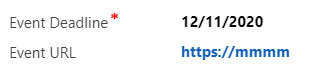 Event Deadline* 12/11/2020
Event URL https://mmmm